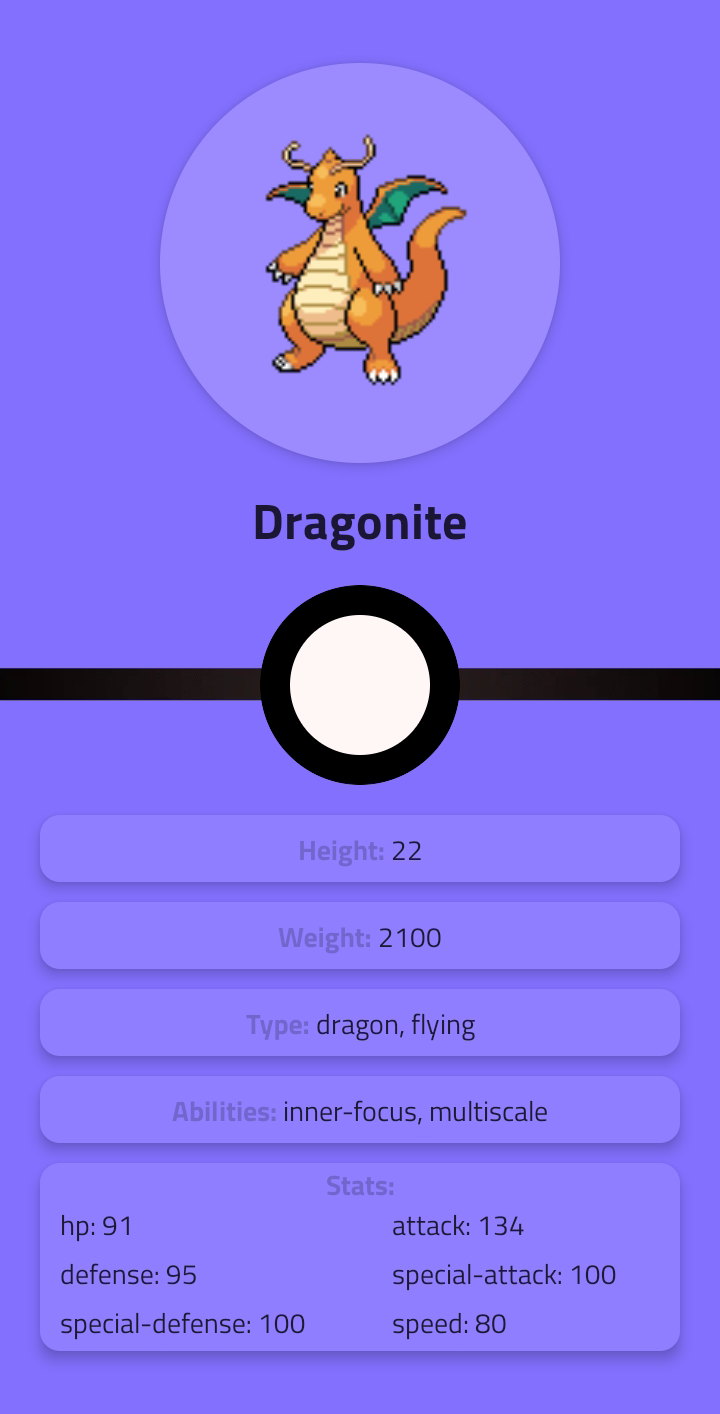 Dragonite
Height: 22
Weight: 2100
Type: dragon, flying
Abilities: inner-focus, multiscale
Stats:
hp: 91 attack: 134
defense: 95 special-attack: 100
special-defense: 100 speed: 80